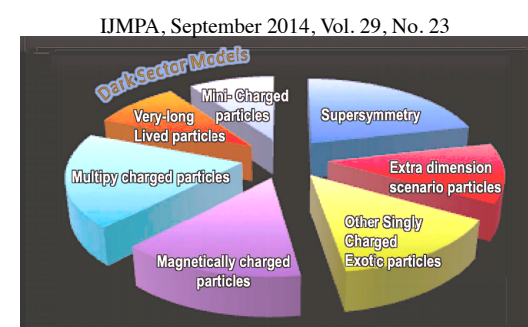 IJMPA, September 2014, Vol. 29, No. 23
DarkSector Models
Mini- Charged
particles
Supersymmetry
Very-long
Lived particles
Extra dimension
scenario particles
Multipy charged particles
Other Singly
Charged
Exotic particles
Magnetically charged
particles